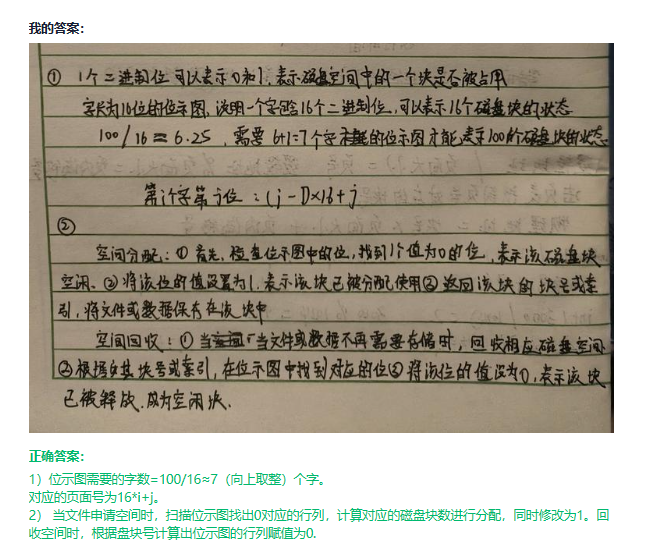 我的答案:
① 1个二进制位可以表示0和1,表示磁盘空间中的一个块是否被占用
字长为16位的位示图,说明一个字包含16个二进制位,可以表示16个磁盘块的状态
100/16 = 6.25, 需要6+1=7个字的位示图才能表示100个磁盘块的状态.
第i个字第j位:(j-1)×16+j
②
空间分配:① 首先,检查位示图中的位,找到1个值为0的位,表示该磁盘块
空闲.②将该位的值设置为1,表示该块已被分配使用③返回该块的块号或索
引,将文件或数据保存在该块中
空间回收:①当文件或数据不再需要存储时,回收相应磁盘空间
②根据块号或索引,在位示图中找到对应的位③将该位的值设为0,表示该块
已被释放.成为空闲块.
正确答案:
1)位示图需要的字数=100/16≈7(向上取整)个字。
对应的页面号为16*i+j。
2) 当文件申请空间时,扫描位示图找出0对应的行列,计算对应的磁盘块数进行分配,同时修改为1。回
收空间时,根据盘块号计算出位示图的行列赋值为0.